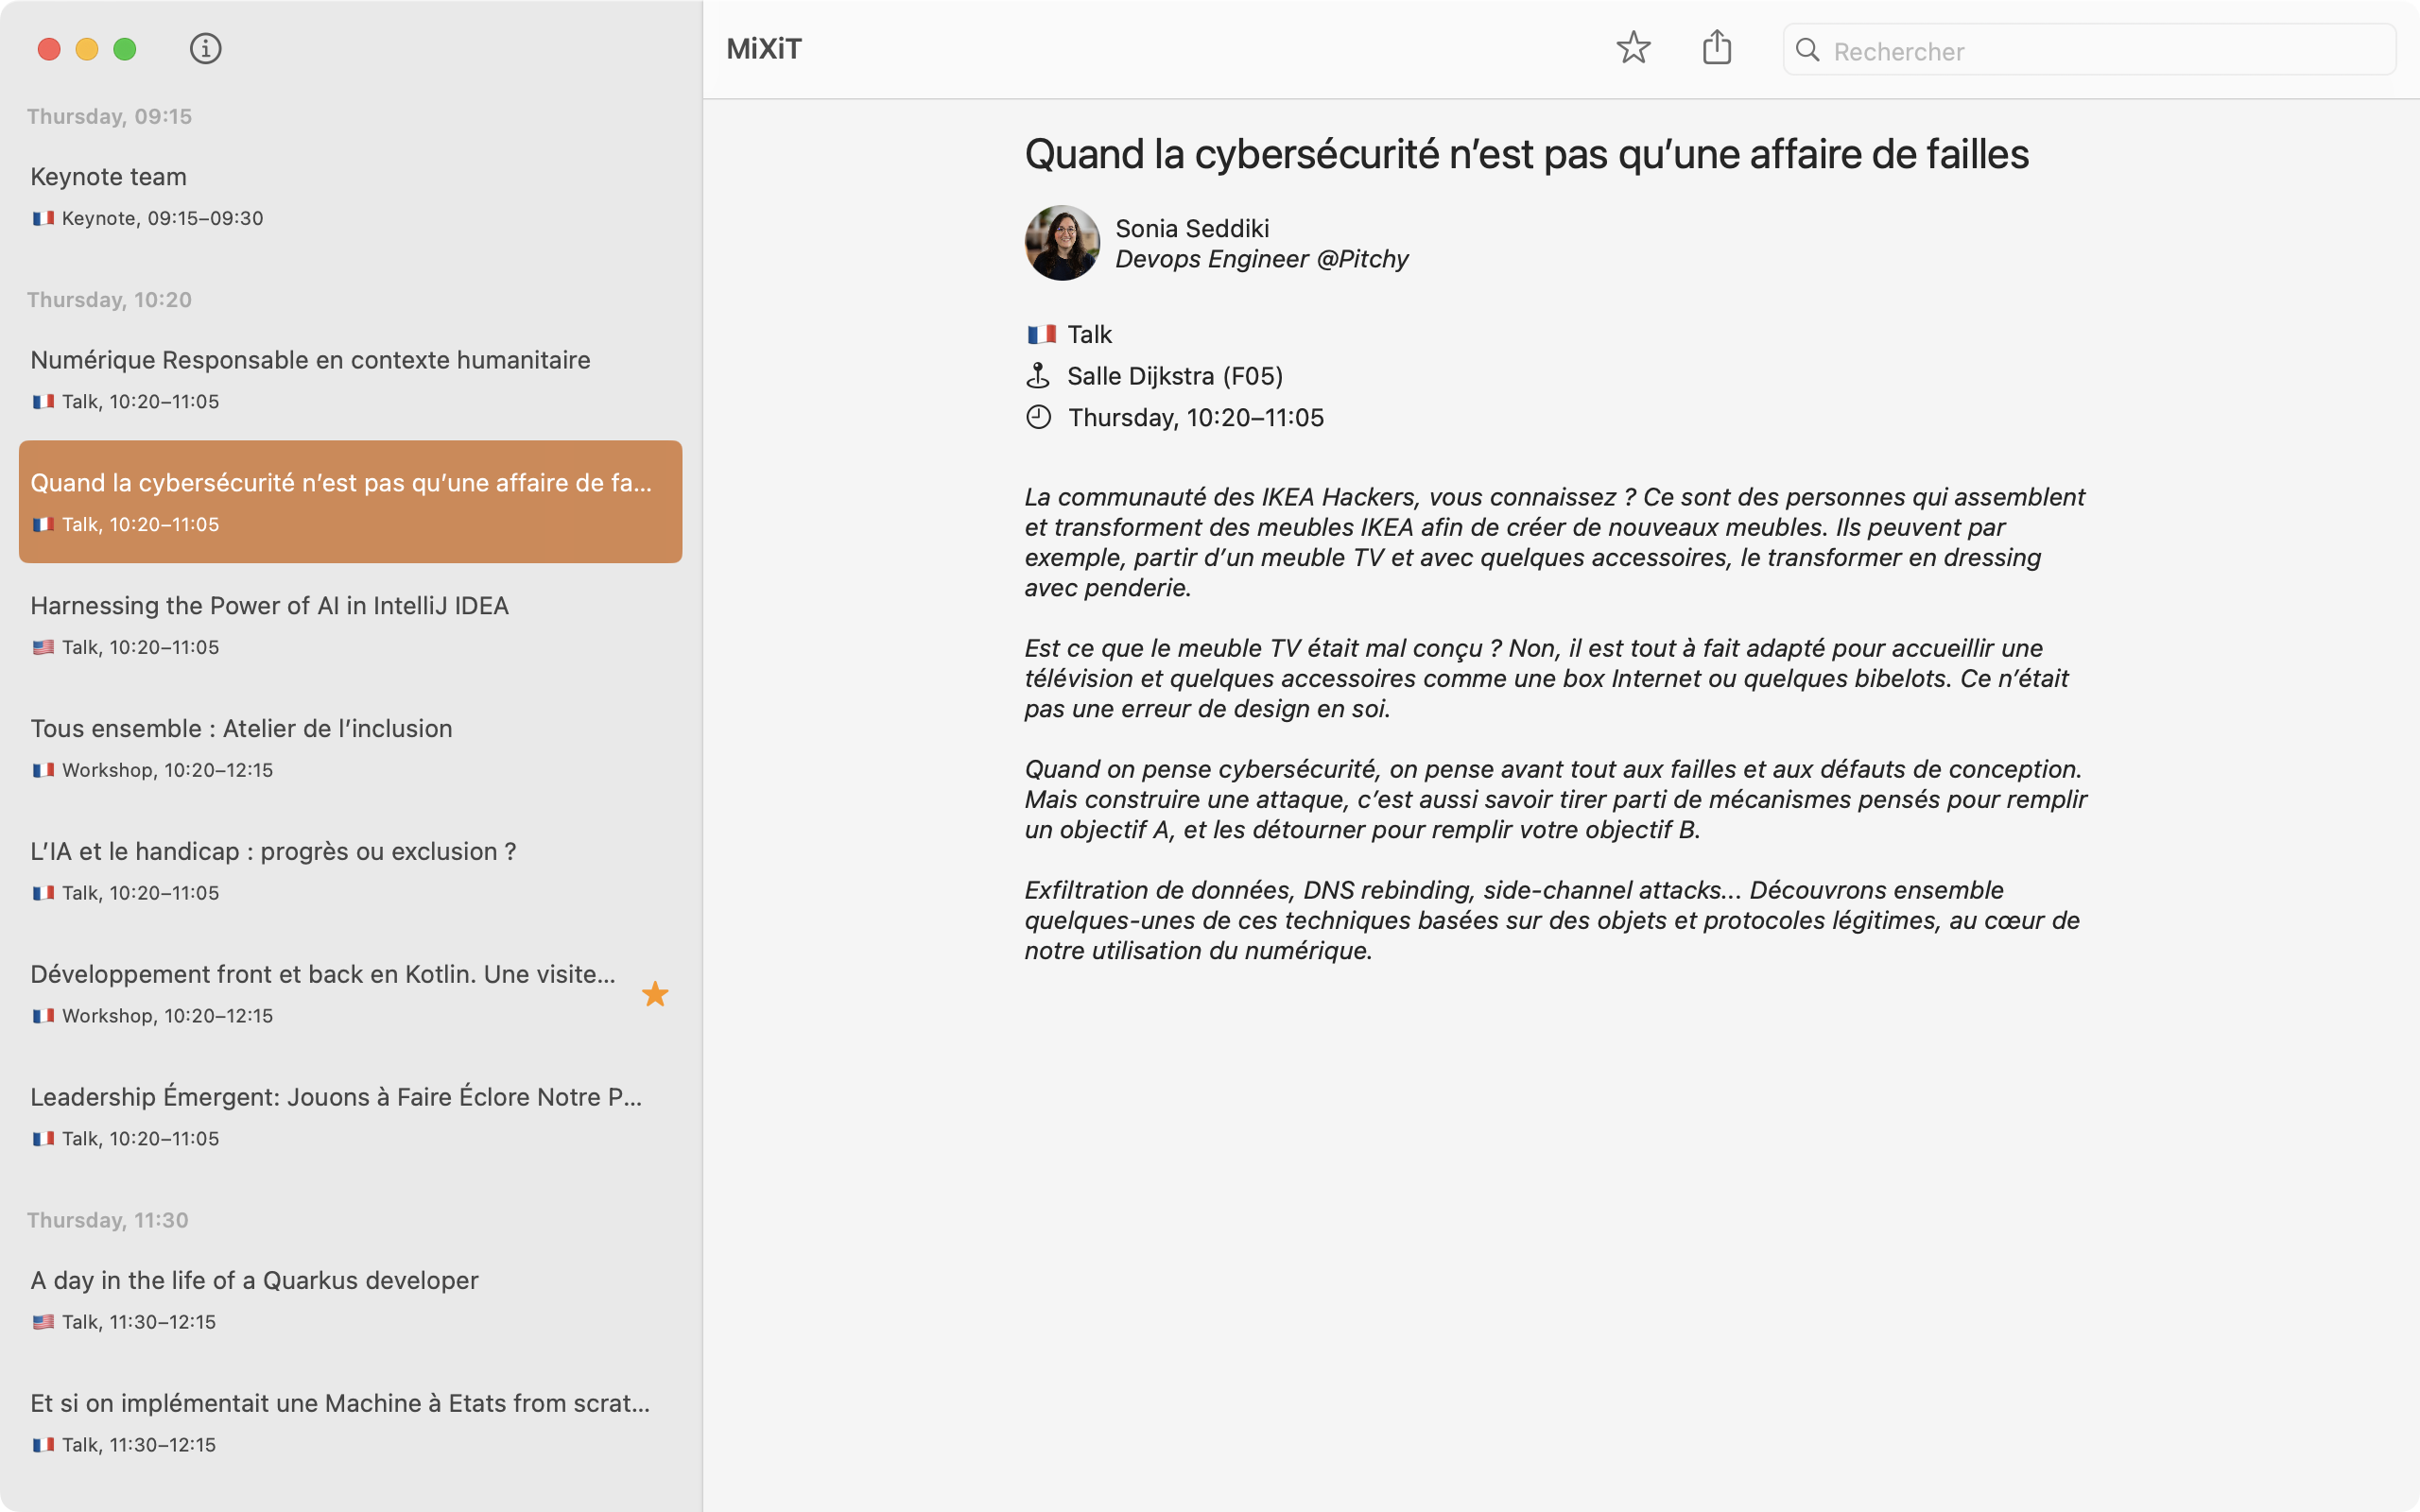 Thursday, 09:15
Keynote team
Keynote, 09:15–09:30
Thursday, 10:20
Numérique Responsable en contexte humanitaire
Talk, 10:20–11:05
Quand la cybersécurité n’est pas qu’une affaire de fa...
Talk, 10:20–11:05
Harnessing the Power of AI in IntelliJ IDEA
Talk, 10:20–11:05
Tous ensemble : Atelier de l’inclusion
Workshop, 10:20–12:15
L’IA et le handicap : progrès ou exclusion ?
Talk, 10:20–11:05
Développement front et back en Kotlin. Une visite...
Workshop, 10:20–12:15
Leadership Émergent: Jouons à Faire Éclore Notre P...
Talk, 10:20–11:05
Thursday, 11:30
A day in the life of a Quarkus developer
Talk, 11:30–12:15
Et si on implémentait une Machine à Etats from scrat...
Talk, 11:30–12:15
MiXiT
Rechercher
Quand la cybersécurité n’est pas qu’une affaire de failles
Sonia Seddiki
Devops Engineer @Pitchy
Talk
Salle Dijkstra (F05)
Thursday, 10:20–11:05
La communauté des IKEA Hackers, vous connaissez ? Ce sont des personnes qui assemblent
et transforment des meubles IKEA afin de créer de nouveaux meubles. Ils peuvent par
exemple, partir d’un meuble TV et avec quelques accessoires, le transformer en dressing
avec penderie.
Est ce que le meuble TV était mal conçu ? Non, il est tout à fait adapté pour accueillir une
télévision et quelques accessoires comme une box Internet ou quelques bibelots. Ce n’était
pas une erreur de design en soi.
Quand on pense cybersécurité, on pense avant tout aux failles et aux défauts de conception.
Mais construire une attaque, c’est aussi savoir tirer parti de mécanismes pensés pour remplir
un objectif A, et les détourner pour remplir votre objectif B.
Exfiltration de données, DNS rebinding, side-channel attacks... Découvrons ensemble
quelques-unes de ces techniques basées sur des objets et protocoles légitimes, au cœur de
notre utilisation du numérique.